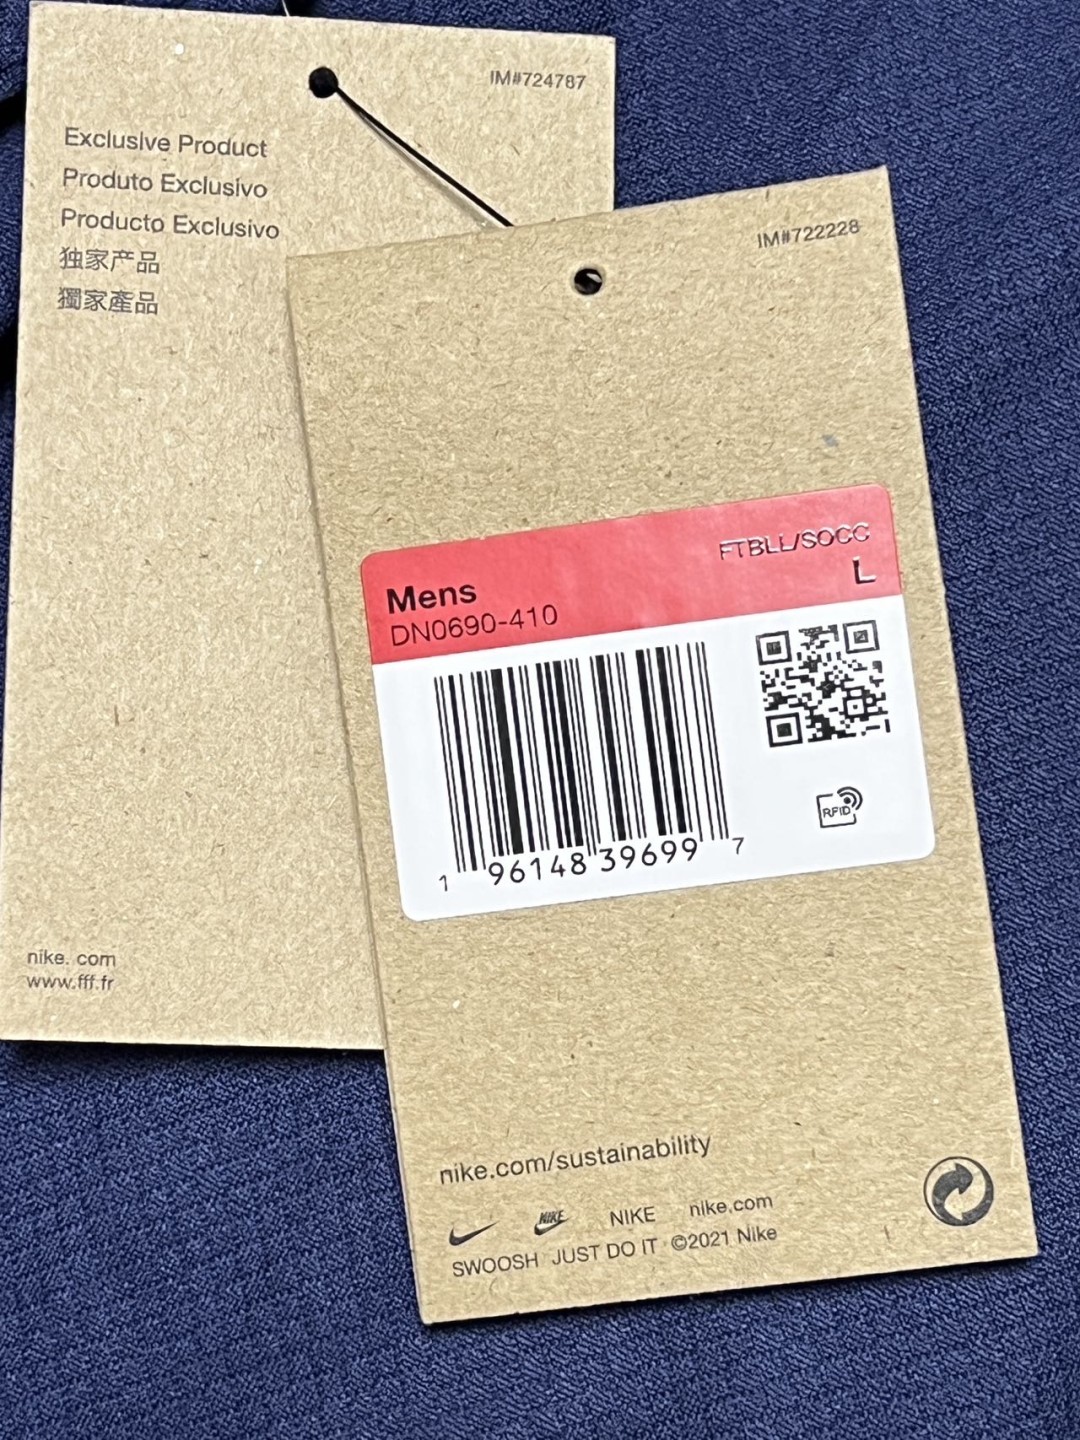 IM#724787
Exclusive Product
Produto Exclusivo
Producto Exclusivo
独家产品
獨家產品
nike. com
www.fff.fr
IM#722228
FTBLL/SOCC
L
Mens
DN0690-410
1 96148 39699 7
RFID
nike.com/sustainability
NIKE NIKE nike.com
SWOOSH JUST DO IT ©2021 Nike